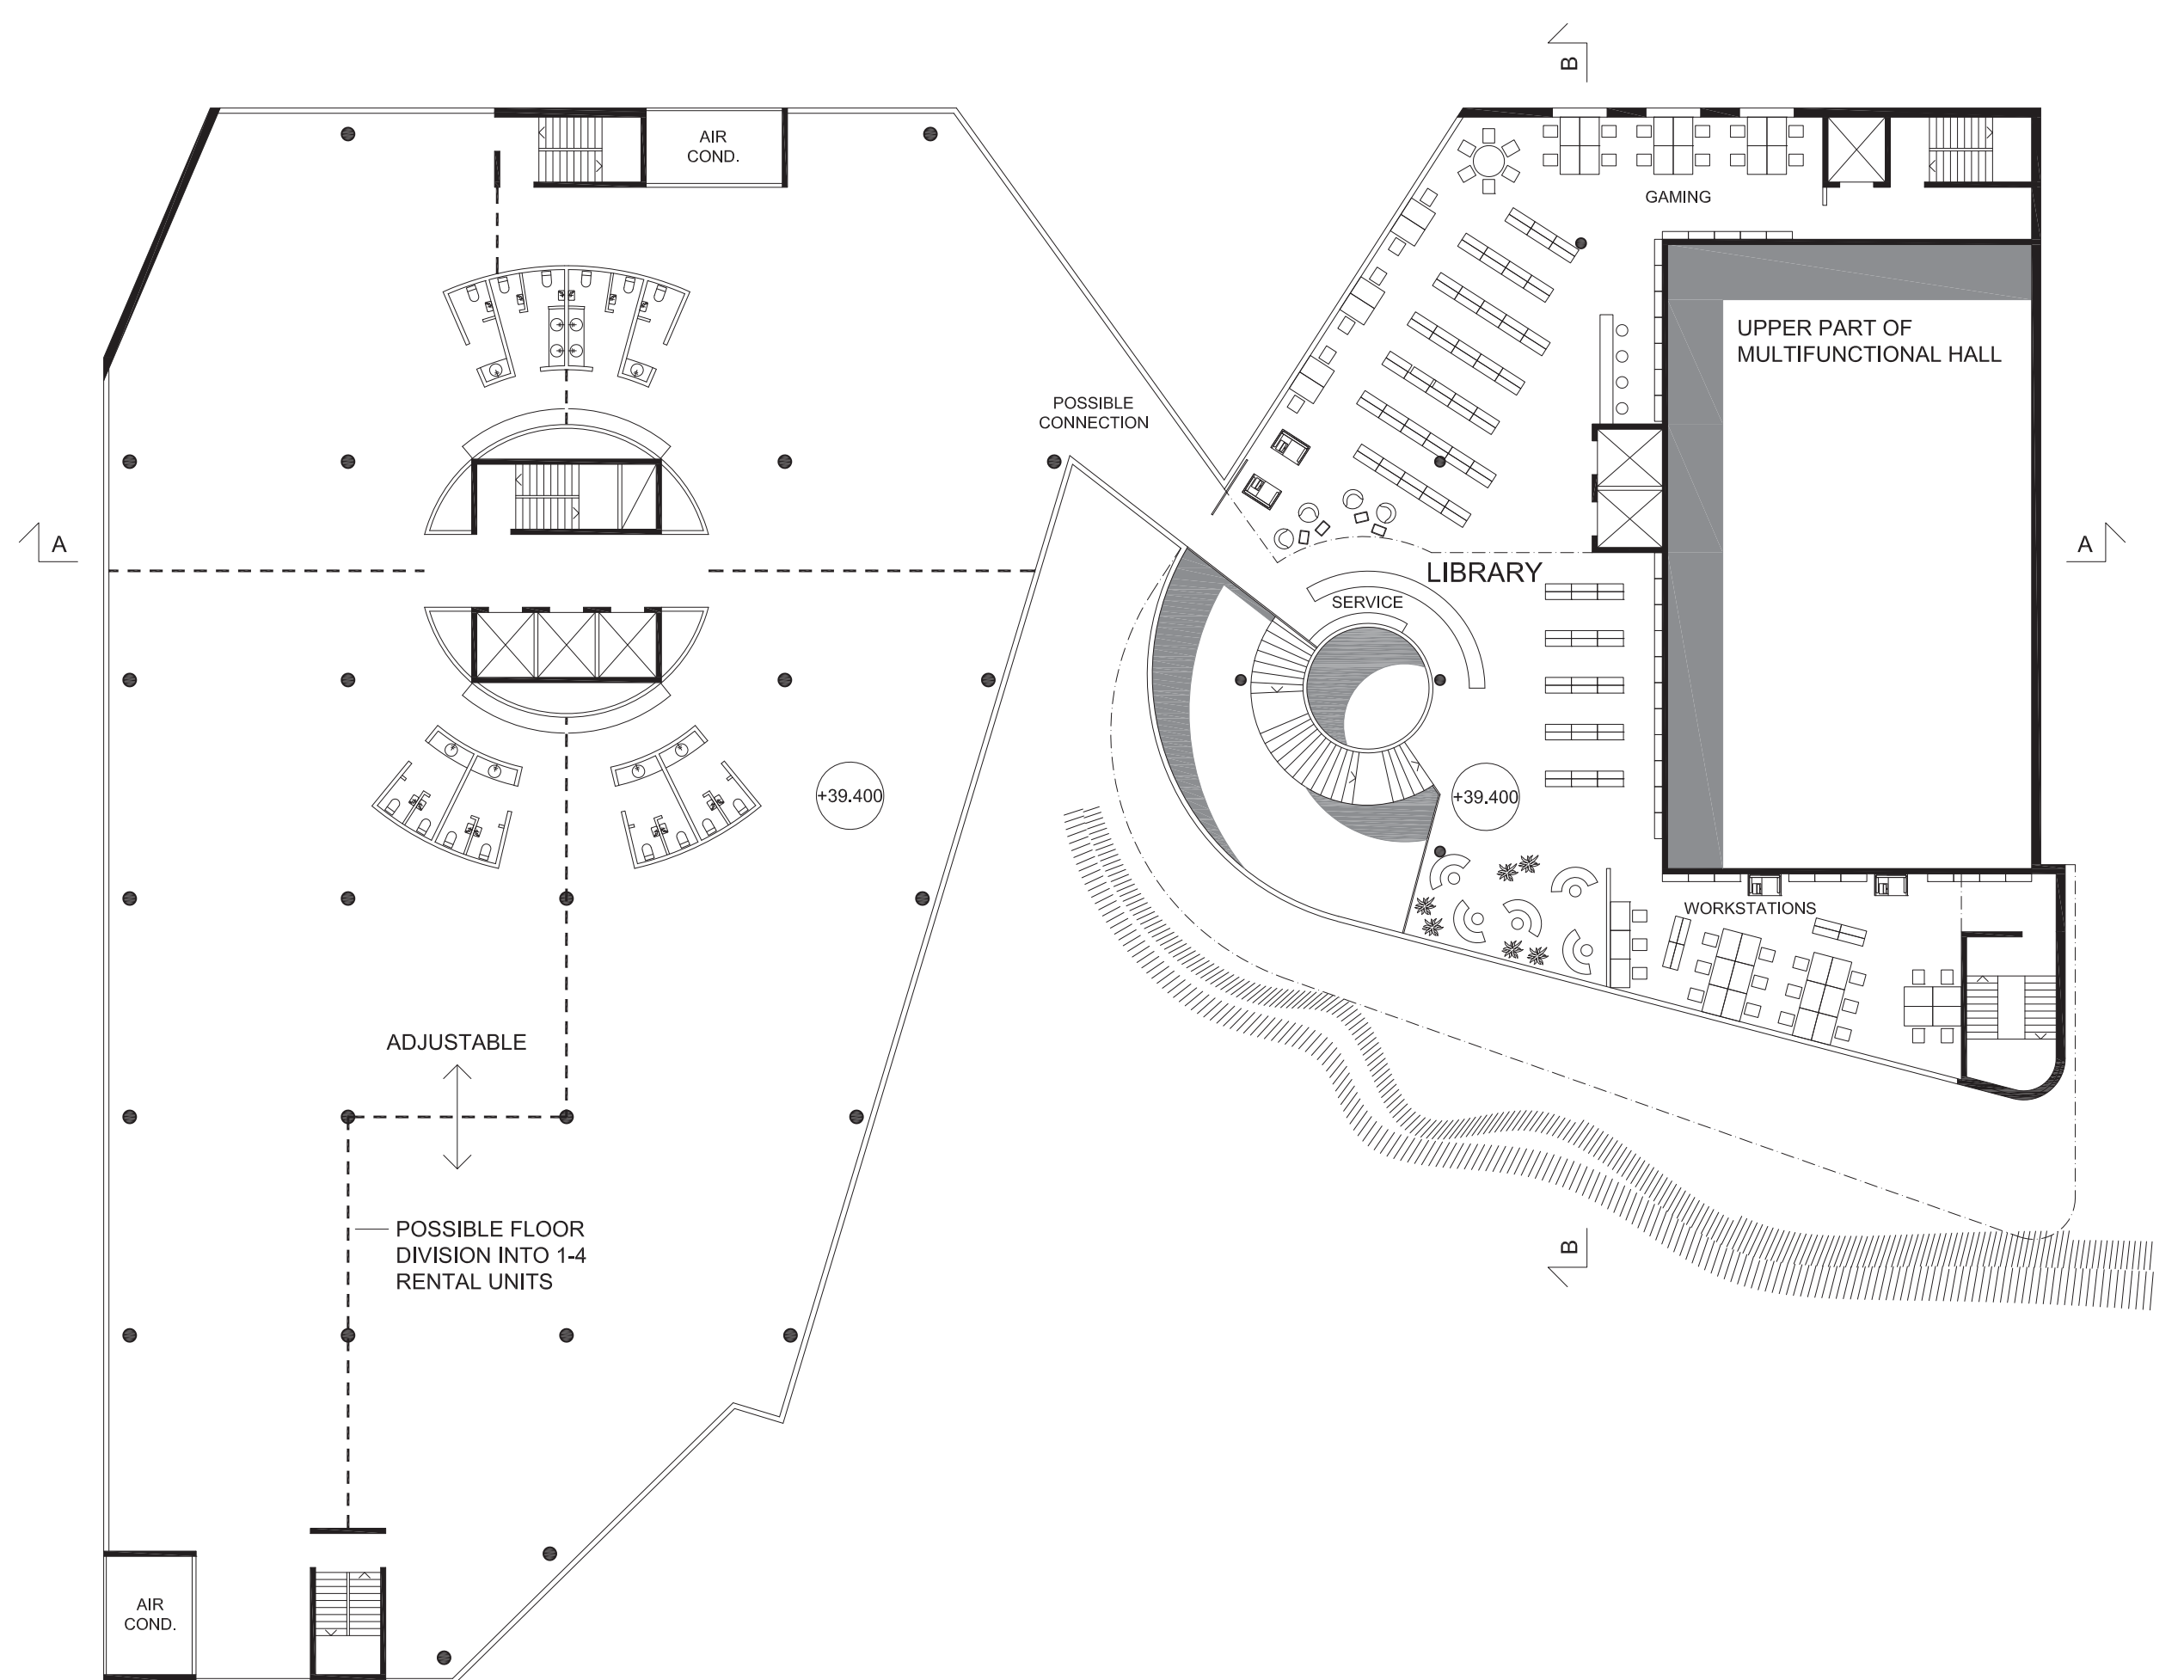 B
AIR
COND.
GAMING
UPPER PART OF
MULTIFUNCTIONAL HALL
POSSIBLE
CONNECTION
A
A
LIBRARY
SERVICE
+39.400
+39.400
WORKSTATIONS
ADJUSTABLE
POSSIBLE FLOOR
DIVISION INTO 1-4
RENTAL UNITS
B
AIR
COND.